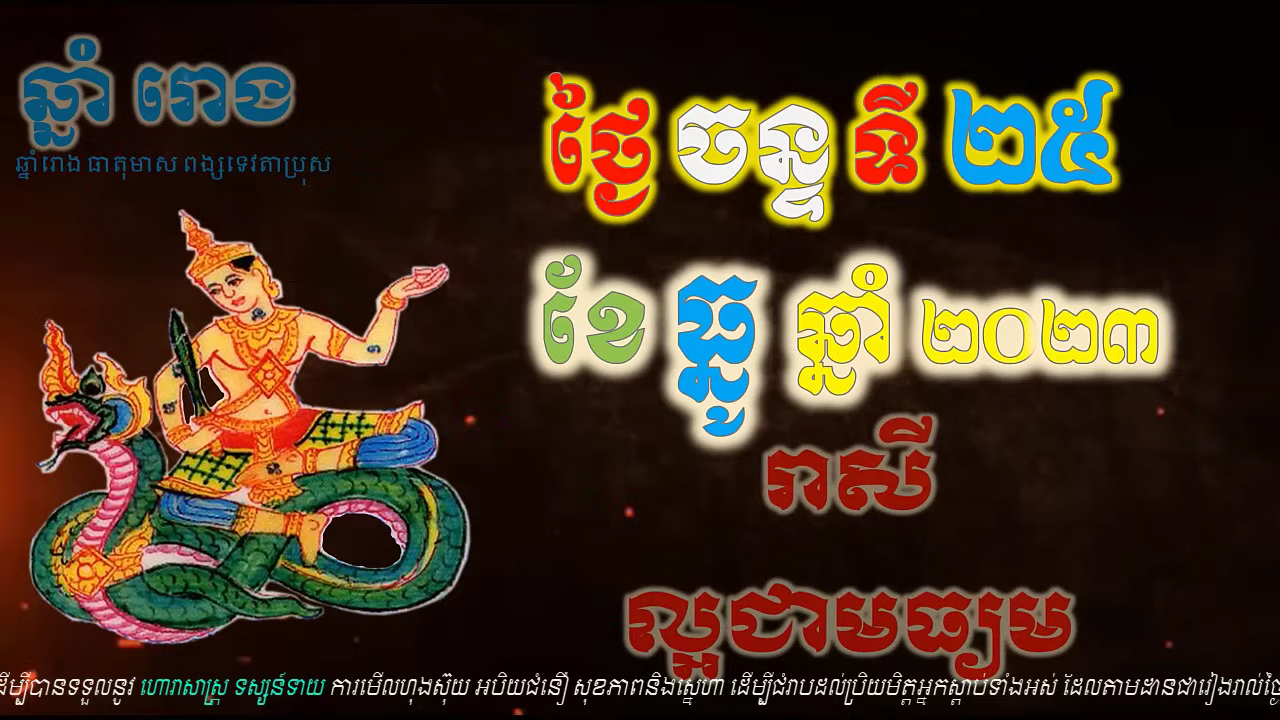 ឆ្នាំ រោង
ឆ្នាំរោង ធាតុមាស ពង្សទេវតាប្រុស
ថ្ងៃ ចន្ទ ទី ២៥
ខែ ធ្នូ ឆ្នាំ ២០២៣
រាសី
ល្អជាមធ្យម
ដើម្បីបានទទួលនូវ ហោរាសាស្ត្រ ទស្សន៍ទាយ ការមើលហុងស៊ុយ អបិយជំនឿ សុខភាពនិងស្នេហា ដើម្បីជំរាបដល់ប្រិយមិត្តអ្នកស្តាប់ទាំងអស់ ដែលតាមដានជារៀងរាល់ថ្ងៃ